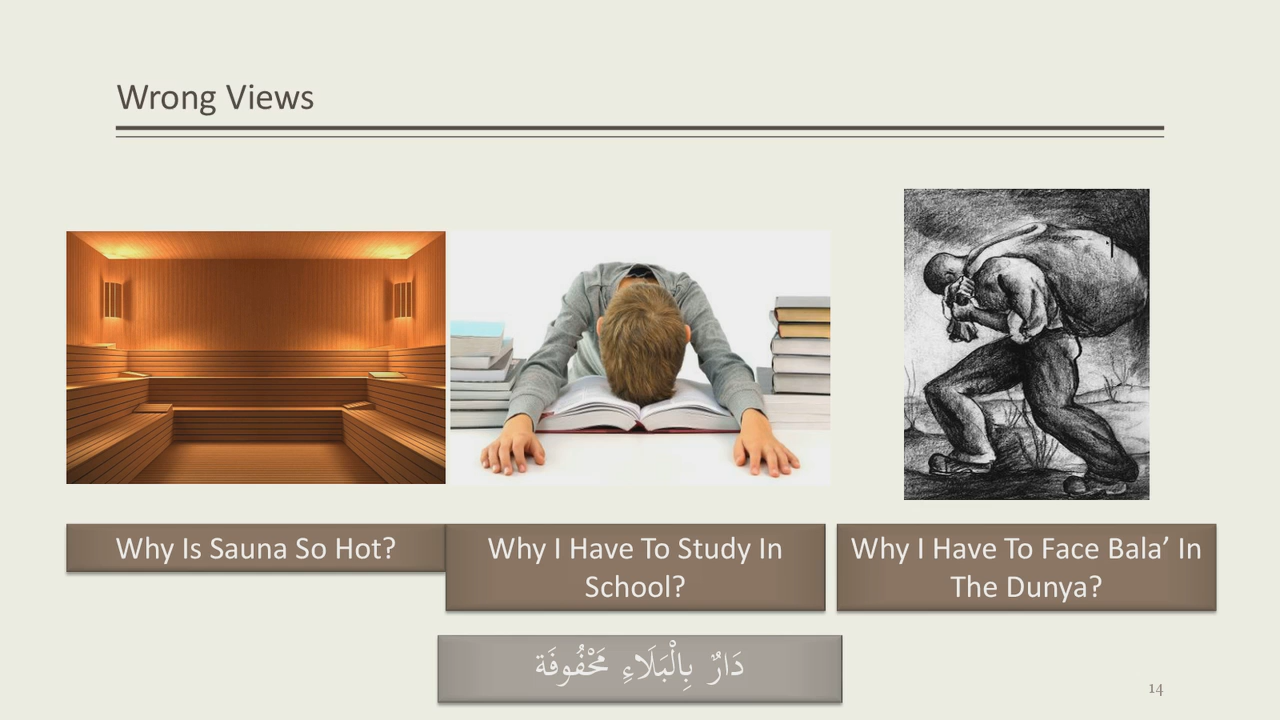 Wrong Views
Why Is Sauna So Hot?
Why I Have To Study In
School?
Why I Have To Face Bala’ In
The Dunya?
دَارٌ بِالْبَلَاءِ مَحْفُوفَة
14